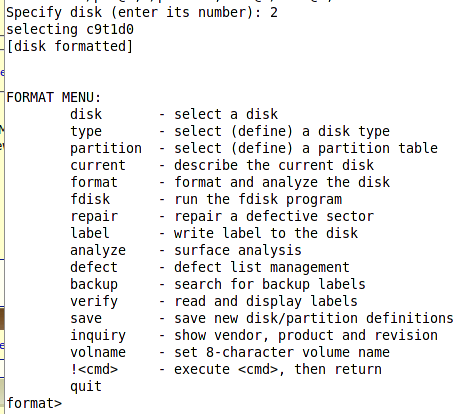 Specify disk (enter its number): 2
selecting c9t1d0
[disk formatted]
FORMAT MENU:
disk - select a disk
type - select (define) a disk type
partition - select (define) a partition table
current - describe the current disk
format - format and analyze the disk
fdisk - run the fdisk program
repair - repair a defective sector
label - write label to the disk
analyze - surface analysis
defect - defect list management
backup - search for backup labels
verify - read and display labels
save - save new disk/partition definitions
inquiry - show vendor, product and revision
volname - set 8-character volume name
!<cmd> - execute <cmd>, then return
quit
format>